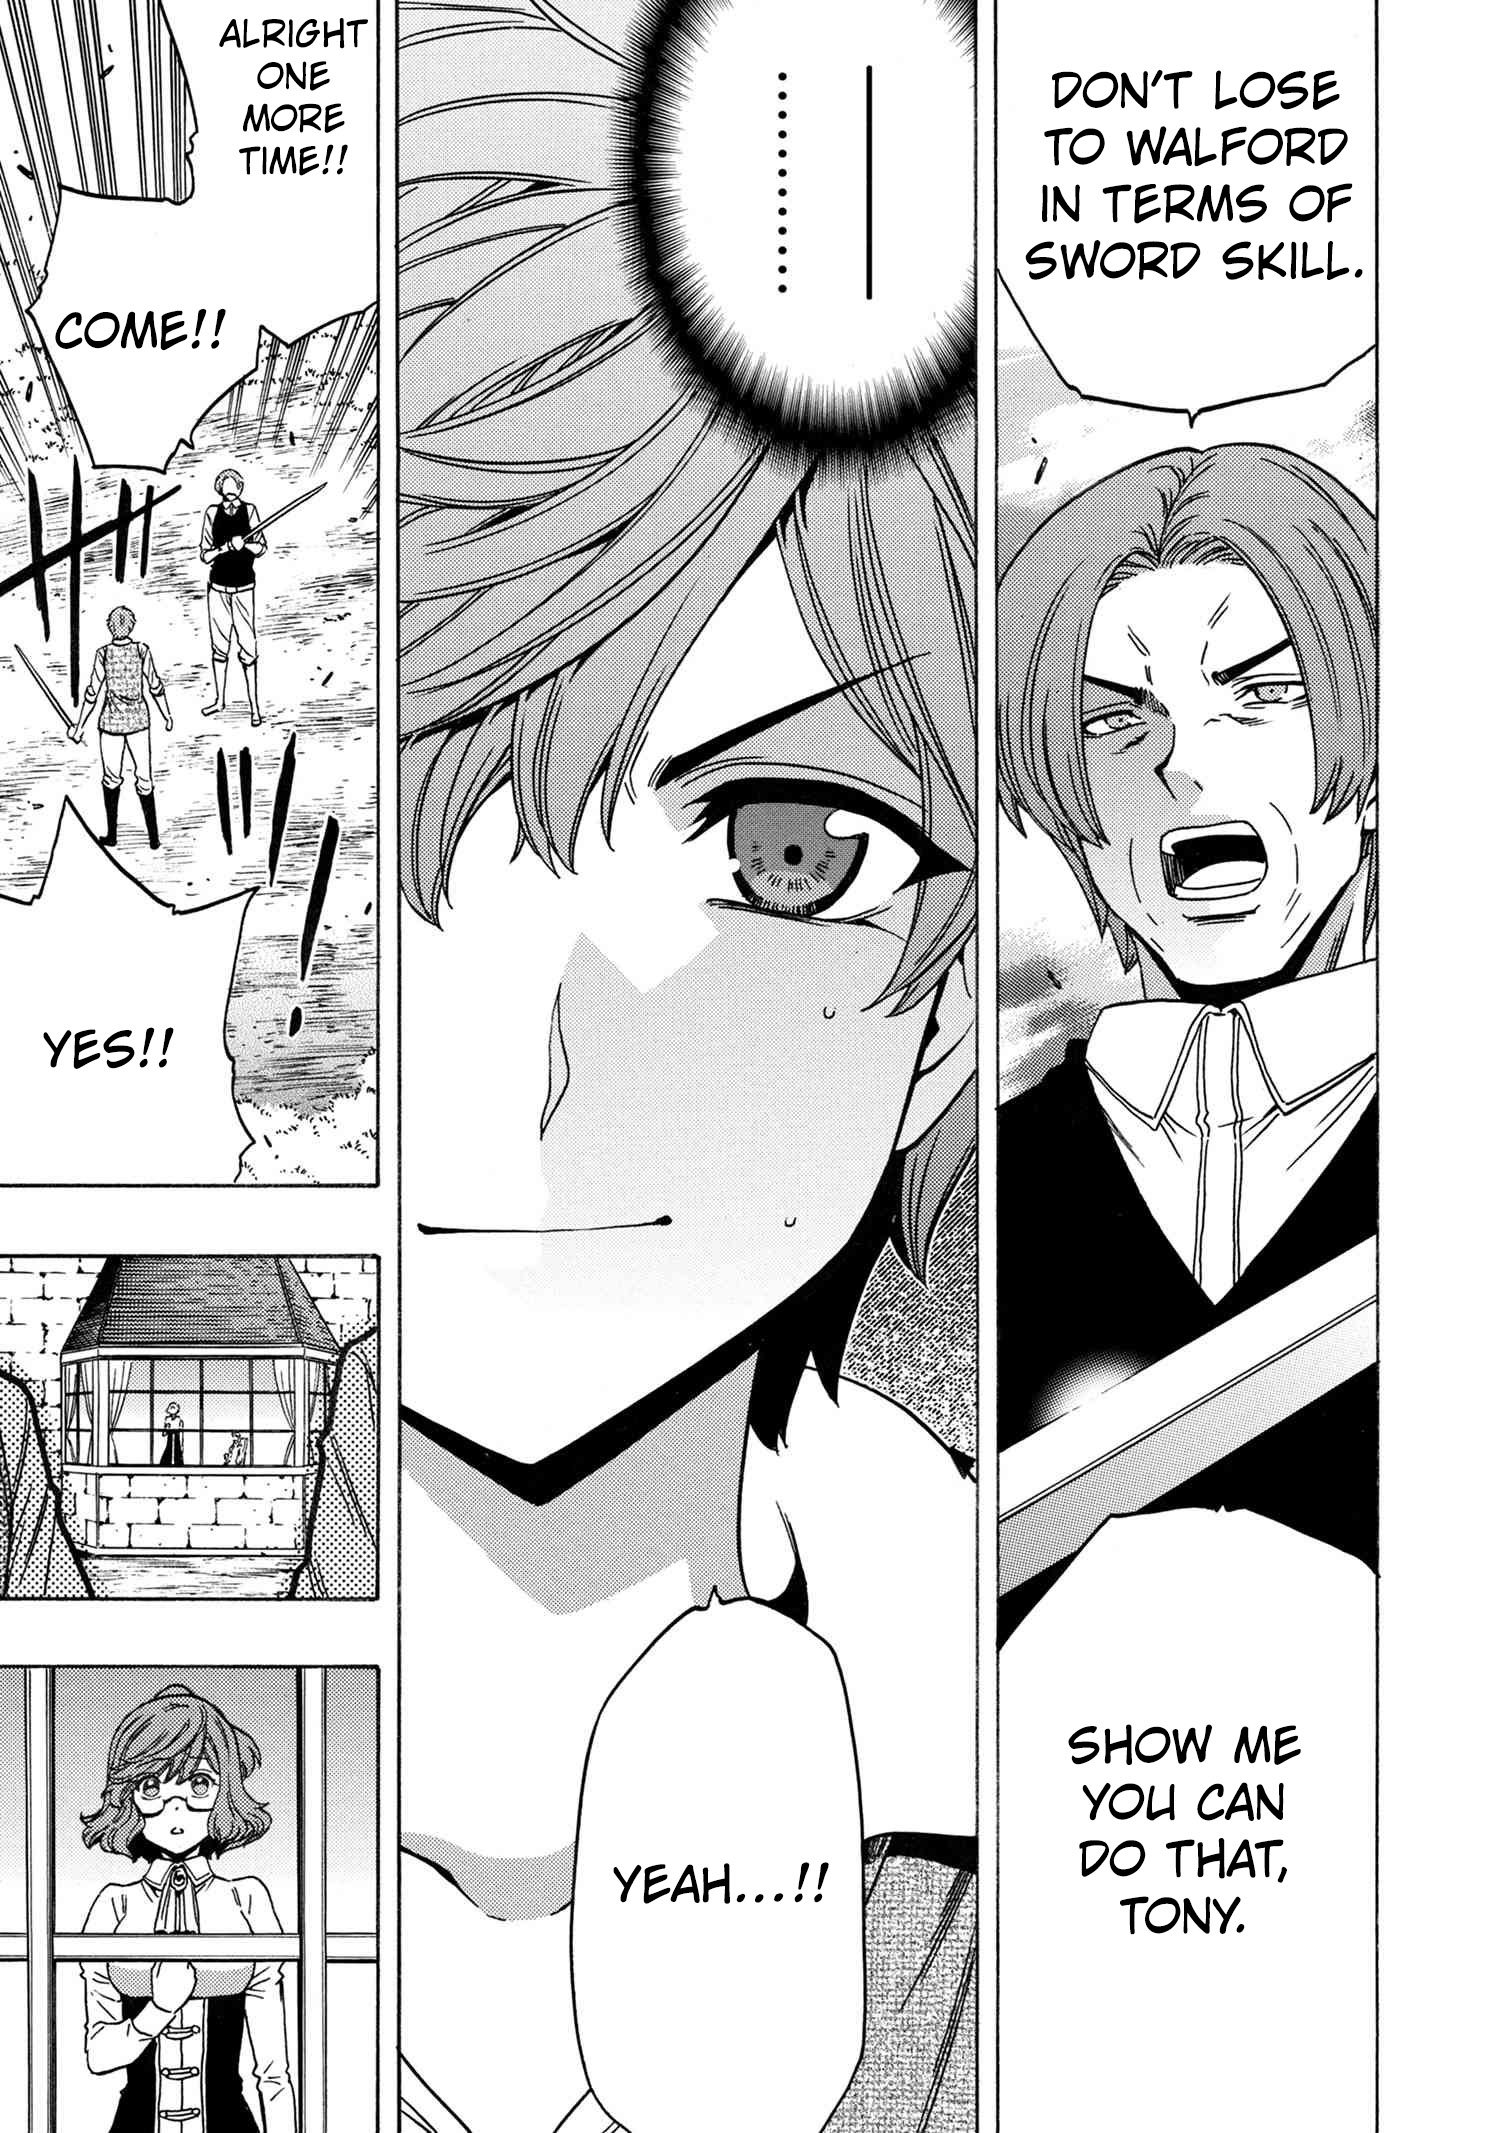 DON'T LOSE
TO WALFORD
IN TERMS OF
SWORD SKILL.
SHOW ME
YOU CAN
DO THAT,
TONY.
YEAH...!!
ALRIGHT
ONE
MORE
TIME!!
COME!!
YES!!